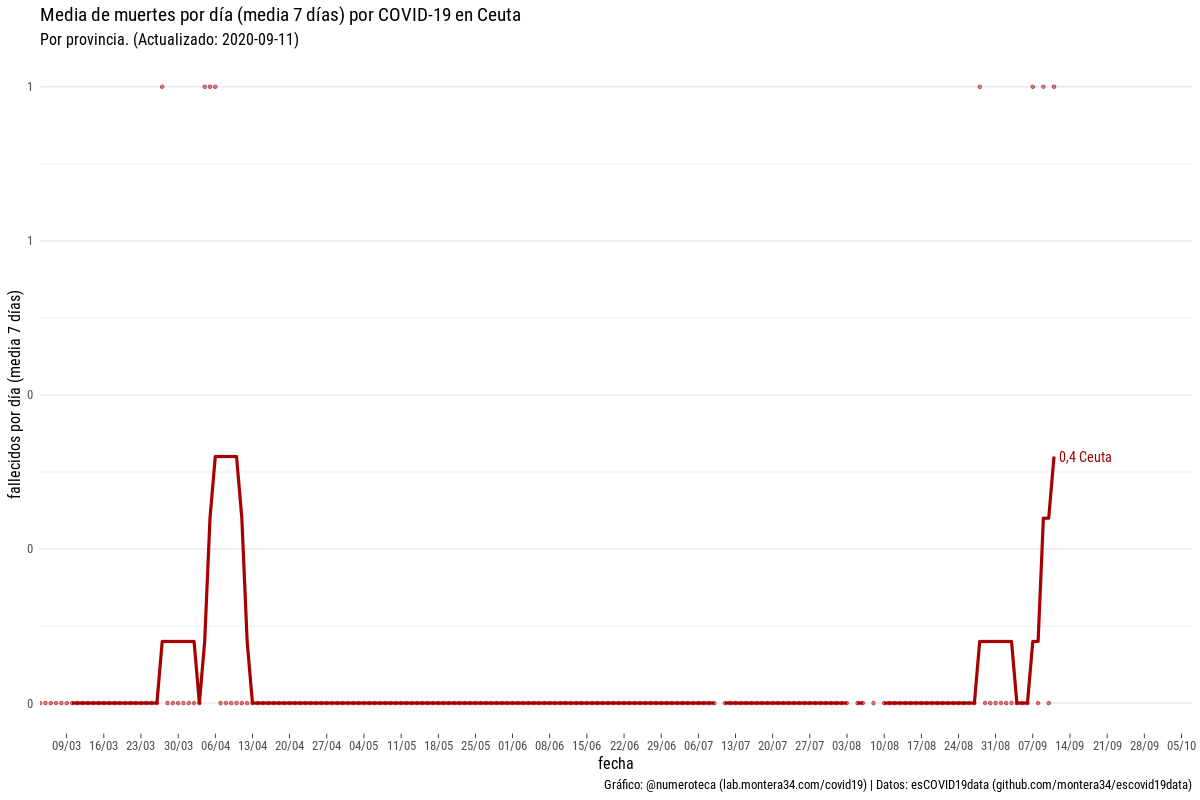 Media de muertes por día (media 7 días) por COVID-19 en Ceuta
Por provincia. (Actualizado: 2020-09-11)
fallecidos por día (media 7 días)
1
1
0
0
0
0,4 Ceuta
09/03 16/03 23/03 30/03 06/04 13/04 20/04 27/04 04/05 11/05 18/05 25/05 01/06 08/06 15/06 22/06 29/06 06/07 13/07 20/07 27/07 03/08 10/08 17/08 24/08 31/08 07/09 14/09 21/09 28/09 05/10
fecha
Gráfico: @numeroteca (lab.montera34.com/covid19) | Datos: esCOVID19data (github.com/montera34/escovid19data)